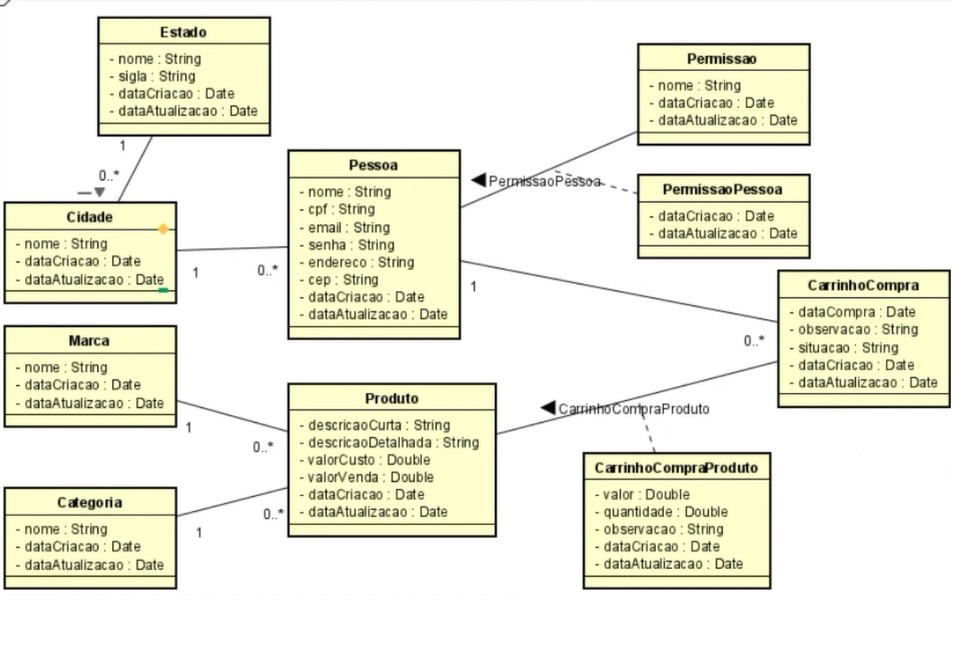 Estado
- nome : String
- sigla : String
- dataCriacao : Date
- dataAtualizacao : Date
1
0..*
Cidade
- nome : String
- dataCriacao : Date
- dataAtualizacao : Date
1
0..*
Pessoa
- nome : String
- cpf : String
- email : String
- senha : String
- endereco : String
- cep : String
- dataCriacao : Date
- dataAtualizacao : Date
Permissao
- nome : String
- dataCriacao : Date
- dataAtualizacao : Date
PermissaoPessoa
PermissaoPessoa
- dataCriacao : Date
- dataAtualizacao : Date
1
0..*
CarrinhoCompra
- dataCompra : Date
- observacao : String
- situacao : String
- dataCriacao : Date
- dataAtualizacao : Date
Marca
- nome : String
- dataCriacao : Date
- dataAtualizacao : Date
1
0..*
Produto
- descricaoCurta : String
- descricaoDetalhada : String
- valorCusto : Double
- valorVenda : Double
- dataCriacao : Date
- dataAtualizacao : Date
CarrinhoCompraProduto
CarrinhoCompraProduto
- valor : Double
- quantidade : Double
- observacao : String
- dataCriacao : Date
- dataAtualizacao : Date
Categoria
- nome : String
- dataCriacao : Date
- dataAtualizacao : Date
1
0..*